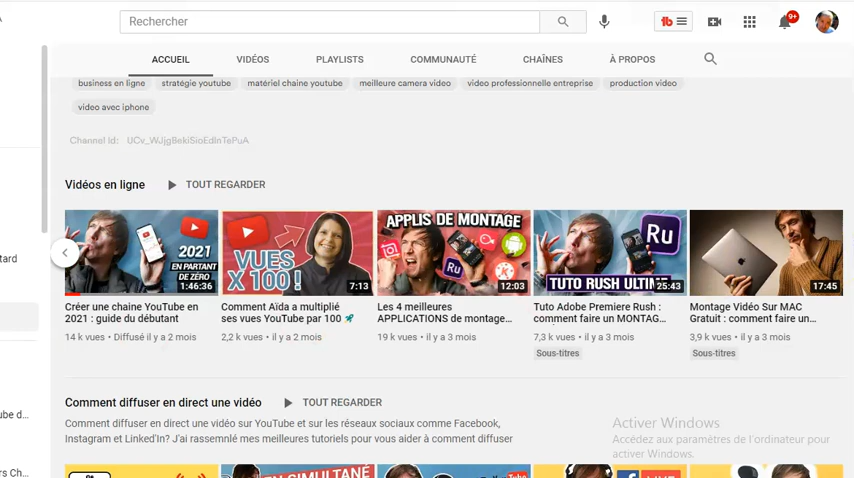 Rechercher
9+
ACCUEIL VIDÉOS PLAYLISTS COMMUNAUTÉ CHAÎNES À PROPOS
business en ligne stratégie youtube matériel chaine youtube meilleure camera video video professionnelle entreprise production video
video avec iphone
Channel Id:
Vidéos en ligne TOUT REGARDER
2021
EN PARTANT
DE ZÉRO
1:46:36
VUES
X 100 !
7:13
APPLIS DE MONTAGE
Ru
12:03
Ru
TUTO RUSH
25:43
17:45
tard
Créer une chaine YouTube en
2021 : guide du débutant
14 k vues • Diffusé il y a 2 mois
Comment Aïda a multiplié
ses vues YouTube par 100 🚀
2,2 k vues • il y a 2 mois
Les 4 meilleures
APPLICATIONS de montage...
19 k vues • il y a 3 mois
Tuto Adobe Premiere Rush :
comment faire un MONTAG...
7,3 k vues • il y a 3 mois
Sous-titres
Montage Vidéo Sur MAC
Gratuit : comment faire un...
3,9 k vues • il y a 3 mois
Sous-titres
Comment diffuser en direct une vidéo TOUT REGARDER
Comment diffuser en direct une vidéo sur YouTube et sur les réseaux sociaux comme Facebook,
Instagram et Linked'In? J'ai rassemnlé mes meilleurs tutoriels pour vous aider à comment diffuser
Activer Windows
Accédez aux paramètres de l'ordinateur pour
activer Windows.